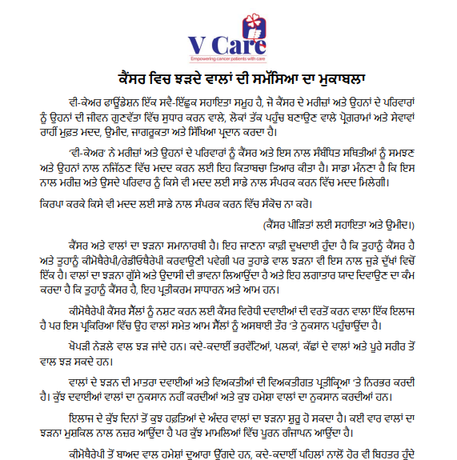 V Care
Empowering cancer patients with care
ਕੈਂਸਰ ਵਿਚ ਝੜਦੇ ਵਾਲਾਂ ਦੀ ਸਮੱਸਿਆ ਦਾ ਮੁਕਾਬਲਾ
ਵੀ-ਕੇਅਰ ਫਾਉਂਡੇਸ਼ਨ ਇੱਕ ਸਵੈ-ਇੱਛੁਕ ਸਹਾਇਤਾ ਸਮੂਹ ਹੈ, ਜੋ ਕੈਂਸਰ ਦੇ ਮਰੀਜ਼ਾਂ ਅਤੇ ਉਹਨਾਂ ਦੇ ਪਰਿਵਾਰਾਂ
ਨੂੰ ਉਹਨਾਂ ਦੀ ਜੀਵਨ ਗੁਣਵੱਤਾ ਵਿੱਚ ਸੁਧਾਰ ਕਰਨ ਵਾਲੇ, ਲੋਕਾਂ ਤੱਕ ਪਹੁੰਚ ਬਣਾਉਣ ਵਾਲੇ ਪ੍ਰੋਗਰਾਮਾਂ ਅਤੇ ਸੇਵਾਵਾਂ
ਰਾਹੀਂ ਮੁਫ਼ਤ ਮਦਦ, ਉਮੀਦ, ਜਾਗਰੂਕਤਾ ਅਤੇ ਸਿੱਖਿਆ ਪ੍ਰਦਾਨ ਕਰਦਾ ਹੈ।
'ਵੀ-ਕੇਅਰ' ਨੇ ਮਰੀਜ਼ਾਂ ਅਤੇ ਉਹਨਾਂ ਦੇ ਪਰਿਵਾਰਾਂ ਨੂੰ ਕੈਂਸਰ ਅਤੇ ਇਸ ਨਾਲ ਸੰਬੰਧਿਤ ਸਥਿਤੀਆਂ ਨੂੰ ਸਮਝਣ
ਅਤੇ ਉਹਨਾਂ ਨਾਲ ਨਜਿੱਠਣ ਵਿੱਚ ਮਦਦ ਕਰਨ ਲਈ ਇਹ ਕਿਤਾਬਚਾ ਤਿਆਰ ਕੀਤਾ ਹੈ। ਸਾਡਾ ਮੰਨਣਾ ਹੈ ਕਿ ਇਸ
ਨਾਲ ਮਰੀਜ਼ ਅਤੇ ਉਸਦੇ ਪਰਿਵਾਰ ਨੂੰ ਕਿਸੇ ਵੀ ਮਦਦ ਲਈ ਸਾਡੇ ਨਾਲ ਸੰਪਰਕ ਕਰਨ ਵਿੱਚ ਮਦਦ ਮਿਲੇਗੀ।
ਕਿਰਪਾ ਕਰਕੇ ਕਿਸੇ ਵੀ ਮਦਦ ਲਈ ਸਾਡੇ ਨਾਲ ਸੰਪਰਕ ਕਰਨ ਵਿੱਚ ਸੰਕੋਚ ਨਾ ਕਰੋ।
(ਕੈਂਸਰ ਪੀੜਿਤਾਂ ਲਈ ਸਹਾਇਤਾ ਅਤੇ ਉਮੀਦ।)
ਕੈਂਸਰ ਅਤੇ ਵਾਲਾਂ ਦਾ ਝੜਨਾ ਸਮਾਨਾਰਥੀ ਹੈ। ਇਹ ਜਾਣਨਾ ਕਾਫ਼ੀ ਦੁਖਦਾਈ ਹੁੰਦਾ ਹੈ ਕਿ ਤੁਹਾਨੂੰ ਕੈਂਸਰ ਹੈ
ਅਤੇ ਤੁਹਾਨੂੰ ਕੀਮੋਥੈਰੇਪੀ/ਰੇਡੀਓਥੈਰੇਪੀ ਕਰਵਾਉਣੀ ਪਵੇਗੀ ਪਰ ਤੁਹਾਡੇ ਵਾਲ ਝੜਨਾ ਵੀ ਇਸ ਨਾਲ ਜੁੜੇ ਦੁੱਖਾਂ ਵਿਚੋਂ
ਇੱਕ ਹੈ। ਵਾਲਾਂ ਦਾ ਝੜਨਾ ਗੁੱਸੇ ਅਤੇ ਉਦਾਸੀ ਦੀ ਭਾਵਨਾ ਲਿਆਉਂਦਾ ਹੈ ਅਤੇ ਇਹ ਲਗਾਤਾਰ ਯਾਦ ਦਿਵਾਉਣ ਦਾ ਕੰਮ
ਕਰਦਾ ਹੈ ਕਿ ਤੁਹਾਨੂੰ ਕੈਂਸਰ ਹੈ, ਇਹ ਪ੍ਰਤੀਕਰਮ ਸਾਧਾਰਨ ਅਤੇ ਆਮ ਹਨ।
ਕੀਮੋਥੈਰੇਪੀ ਕੈਂਸਰ ਸੈੱਲਾਂ ਨੂੰ ਨਸ਼ਟ ਕਰਨ ਲਈ ਕੈਂਸਰ ਵਿਰੋਧੀ ਦਵਾਈਆਂ ਦੀ ਵਰਤੋਂ ਕਰਨ ਵਾਲਾ ਇੱਕ ਇਲਾਜ
ਹੈ ਪਰ ਇਸ ਪ੍ਰਕਿਰਿਆ ਵਿੱਚ ਉਹ ਵਾਲਾਂ ਸਮੇਤ ਆਮ ਸੈੱਲਾਂ ਨੂੰ ਅਸਥਾਈ ਤੌਰ 'ਤੇ ਨੁਕਸਾਨ ਪਹੁੰਚਾਉਂਦਾ ਹੈ।
ਖੋਪੜੀ ਨੇੜਲੇ ਵਾਲ ਝੜ ਜਾਂਦੇ ਹਨ। ਕਦੇ-ਕਦਾਈਂ ਭਰਵੱਟਿਆਂ, ਪਲਕਾਂ, ਕੱਛਾਂ ਦੇ ਵਾਲਾਂ ਅਤੇ ਪੂਰੇ ਸਰੀਰ ਤੋਂ
ਵਾਲ ਝੜ ਸਕਦੇ ਹਨ।
ਵਾਲਾਂ ਦੇ ਝੜਨ ਦੀ ਮਾਤਰਾ ਦਵਾਈਆਂ ਅਤੇ ਵਿਅਕਤੀਆਂ ਦੀ ਵਿਅਕਤੀਗਤ ਪ੍ਰਤੀਕ੍ਰਿਆ 'ਤੇ ਨਿਰਭਰ ਕਰਦੀ
ਹੈ। ਕੁੱਝ ਦਵਾਈਆਂ ਵਾਲਾਂ ਦਾ ਨੁਕਸਾਨ ਨਹੀਂ ਕਰਦੀਆਂ ਅਤੇ ਕੁਝ ਹਮੇਸ਼ਾ ਵਾਲਾਂ ਦਾ ਨੁਕਸਾਨ ਕਰਦੀਆਂ ਹਨ।
ਇਲਾਜ ਦੇ ਕੁੱਝ ਦਿਨਾਂ ਤੋਂ ਕੁਝ ਹਫ਼ਤਿਆਂ ਦੇ ਅੰਦਰ ਵਾਲਾਂ ਦਾ ਝੜਨਾ ਸ਼ੁਰੂ ਹੋ ਸਕਦਾ ਹੈ। ਕਈ ਵਾਰ ਵਾਲਾਂ ਦਾ
ਝੜਨਾ ਮੁਸ਼ਕਿਲ ਨਾਲ ਨਜ਼ਰ ਆਉਂਦਾ ਹੈ ਪਰ ਕੁੱਝ ਮਾਮਲਿਆਂ ਵਿੱਚ ਪੂਰਨ ਗੰਜਾਪਨ ਆਉਂਦਾ ਹੈ।
ਕੀਮੋਥੈਰੇਪੀ ਤੋਂ ਬਾਅਦ ਵਾਲ ਹਮੇਸ਼ਾਂ ਦੁਆਰਾ ਉੱਗਦੇ ਹਨ, ਕਦੇ-ਕਦਾਈਂ ਪਹਿਲਾਂ ਨਾਲੋਂ ਹੋਰ ਵੀ ਬਿਹਤਰ ਹੁੰਦੇ